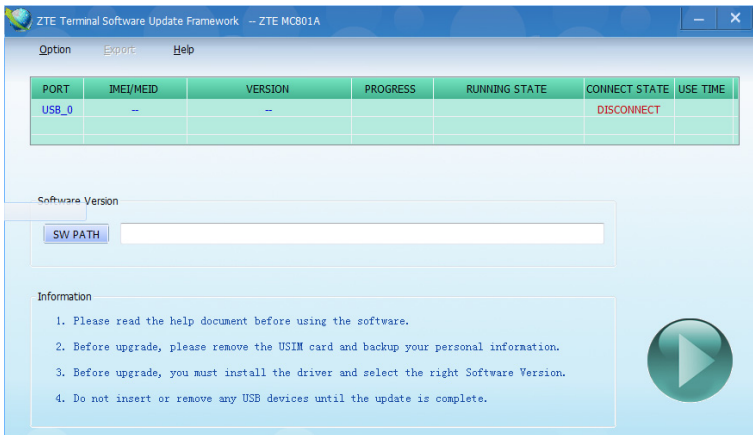 ZTE Terminal Software Update Framework -- ZTE MC801A
Option Export Help
PORT IMEI/MEID VERSION PROGRESS RUNNING STATE CONNECT STATE USE TIME
USB_0 -- -- DISCONNECT
Software Version
SW PATH
Information
1. Please read the help document before using the software.
2. Before upgrade, please remove the USIM card and backup your personal information.
3. Before upgrade, you must install the driver and select the right Software Version.
4. Do not insert or remove any USB devices until the update is complete.